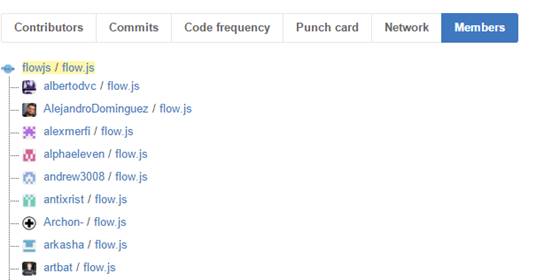 Contributors Commits Code frequency Punch card Network Members
flowjs / flow.js
albertodvc / flow.js
AlejandroDominguez / flow.js
alexmerfi / flow.js
alphaeleven / flow.js
andrew3008 / flow.js
antixrist / flow.js
Archon- / flow.js
arkasha / flow.js
artbat / flow.js